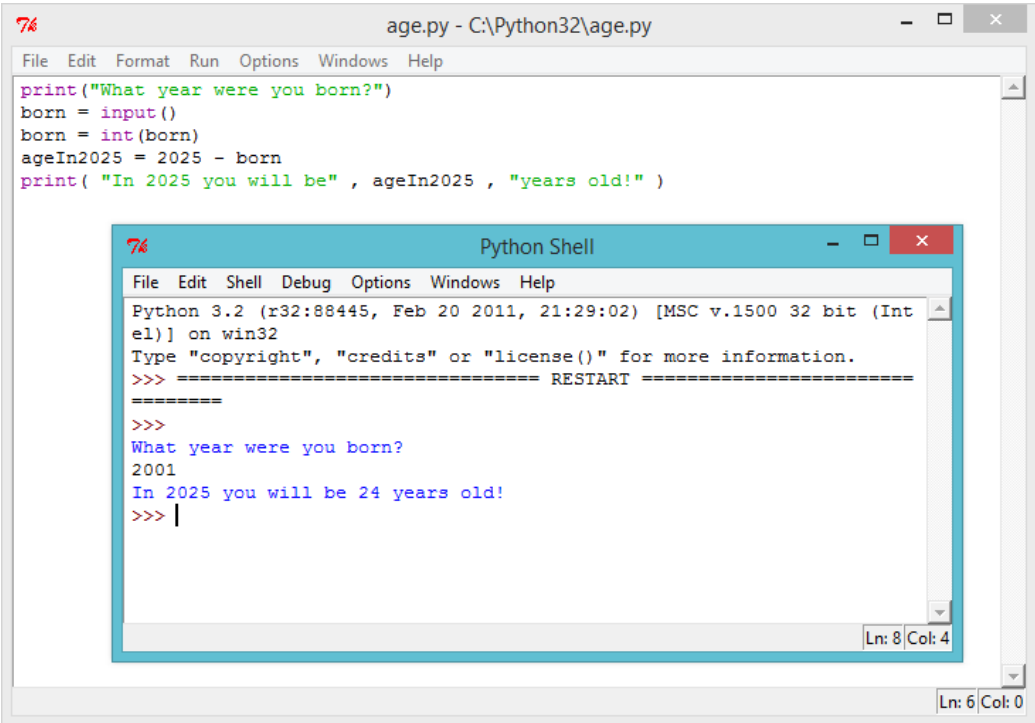 age.py - C:\Python32\age.py
File Edit Format Run Options Windows Help
print("What year were you born?")
born = input()
born = int(born)
ageIn2025 = 2025 - born
print( "In 2025 you will be" , ageIn2025 , "years old!" )
Python Shell
File Edit Shell Debug Options Windows Help
Python 3.2 (r32:88445, Feb 20 2011, 21:29:02) [MSC v.1500 32 bit (Int
el)] on win32
Type "copyright", "credits" or "license()" for more information.
>>> ================================ RESTART ========================
========
>>>
What year were you born?
2001
In 2025 you will be 24 years old!
>>>
Ln: 8 Col: 4
Ln: 6 Col: 0